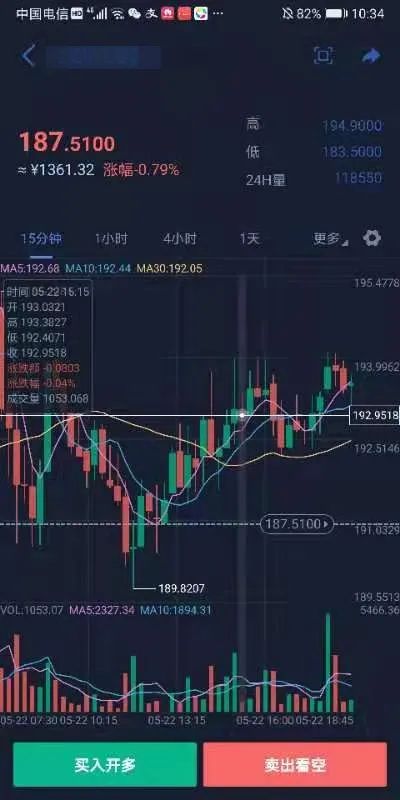 中国电信 HD 4G 82% 10:34
187.5100
≈ ¥1361.32 涨幅-0.79%
高 194.9000
低 183.5000
24H量 118550
15分钟 1小时 4小时 1天 更多
MA5:192.68 MA10:192.44 MA30:192.05
195.4778
时间 05-22 15:15
开 193.0321
高 193.3827
低 192.4071
收 192.9518
涨跌额 -0.0803
涨跌幅 -0.04%
成交量 1053.068
193.9962
192.9518
192.5146
187.5100
191.0329
189.8207
189.5513
VOL:1053.07 MA5:2327.34 MA10:1894.31
5466.36
05-22 07:30 05-22 10:15 05-22 13:15 05-22 16:00 05-22 18:45
买入开多 卖出看空